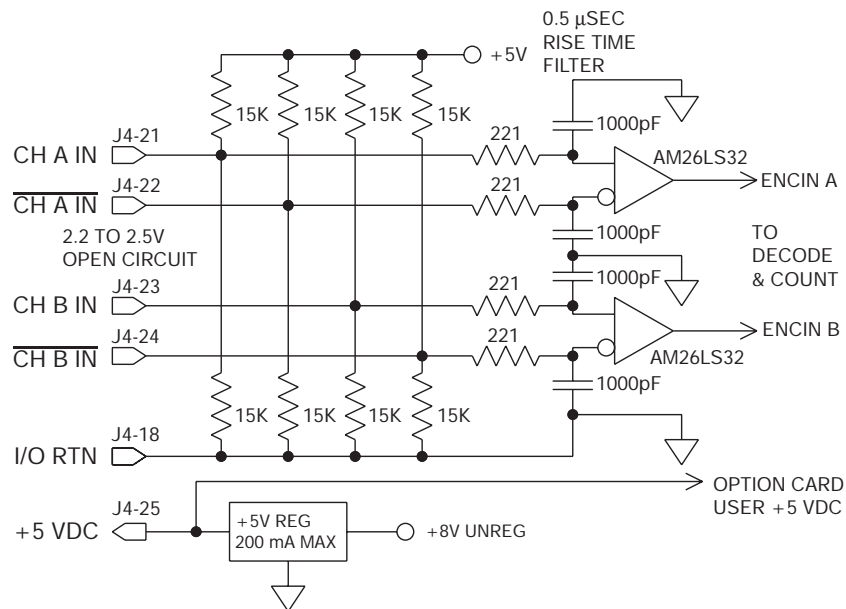 0.5 µSEC
RISE TIME
FILTER
+5V
15K
15K
15K
15K
1000pF
J4-21
CH A IN
221
AM26LS32
ENCIN A
J4-22
CH A IN
221
2.2 TO 2.5V
OPEN CIRCUIT
1000pF
TO
DECODE
& COUNT
1000pF
J4-23
CH B IN
221
ENCIN B
J4-24
CH B IN
221
AM26LS32
1000pF
15K
15K
15K
15K
J4-18
I/O RTN
J4-25
+5 VDC
OPTION CARD
USER +5 VDC
+5V REG
200 mA MAX
+8V UNREG